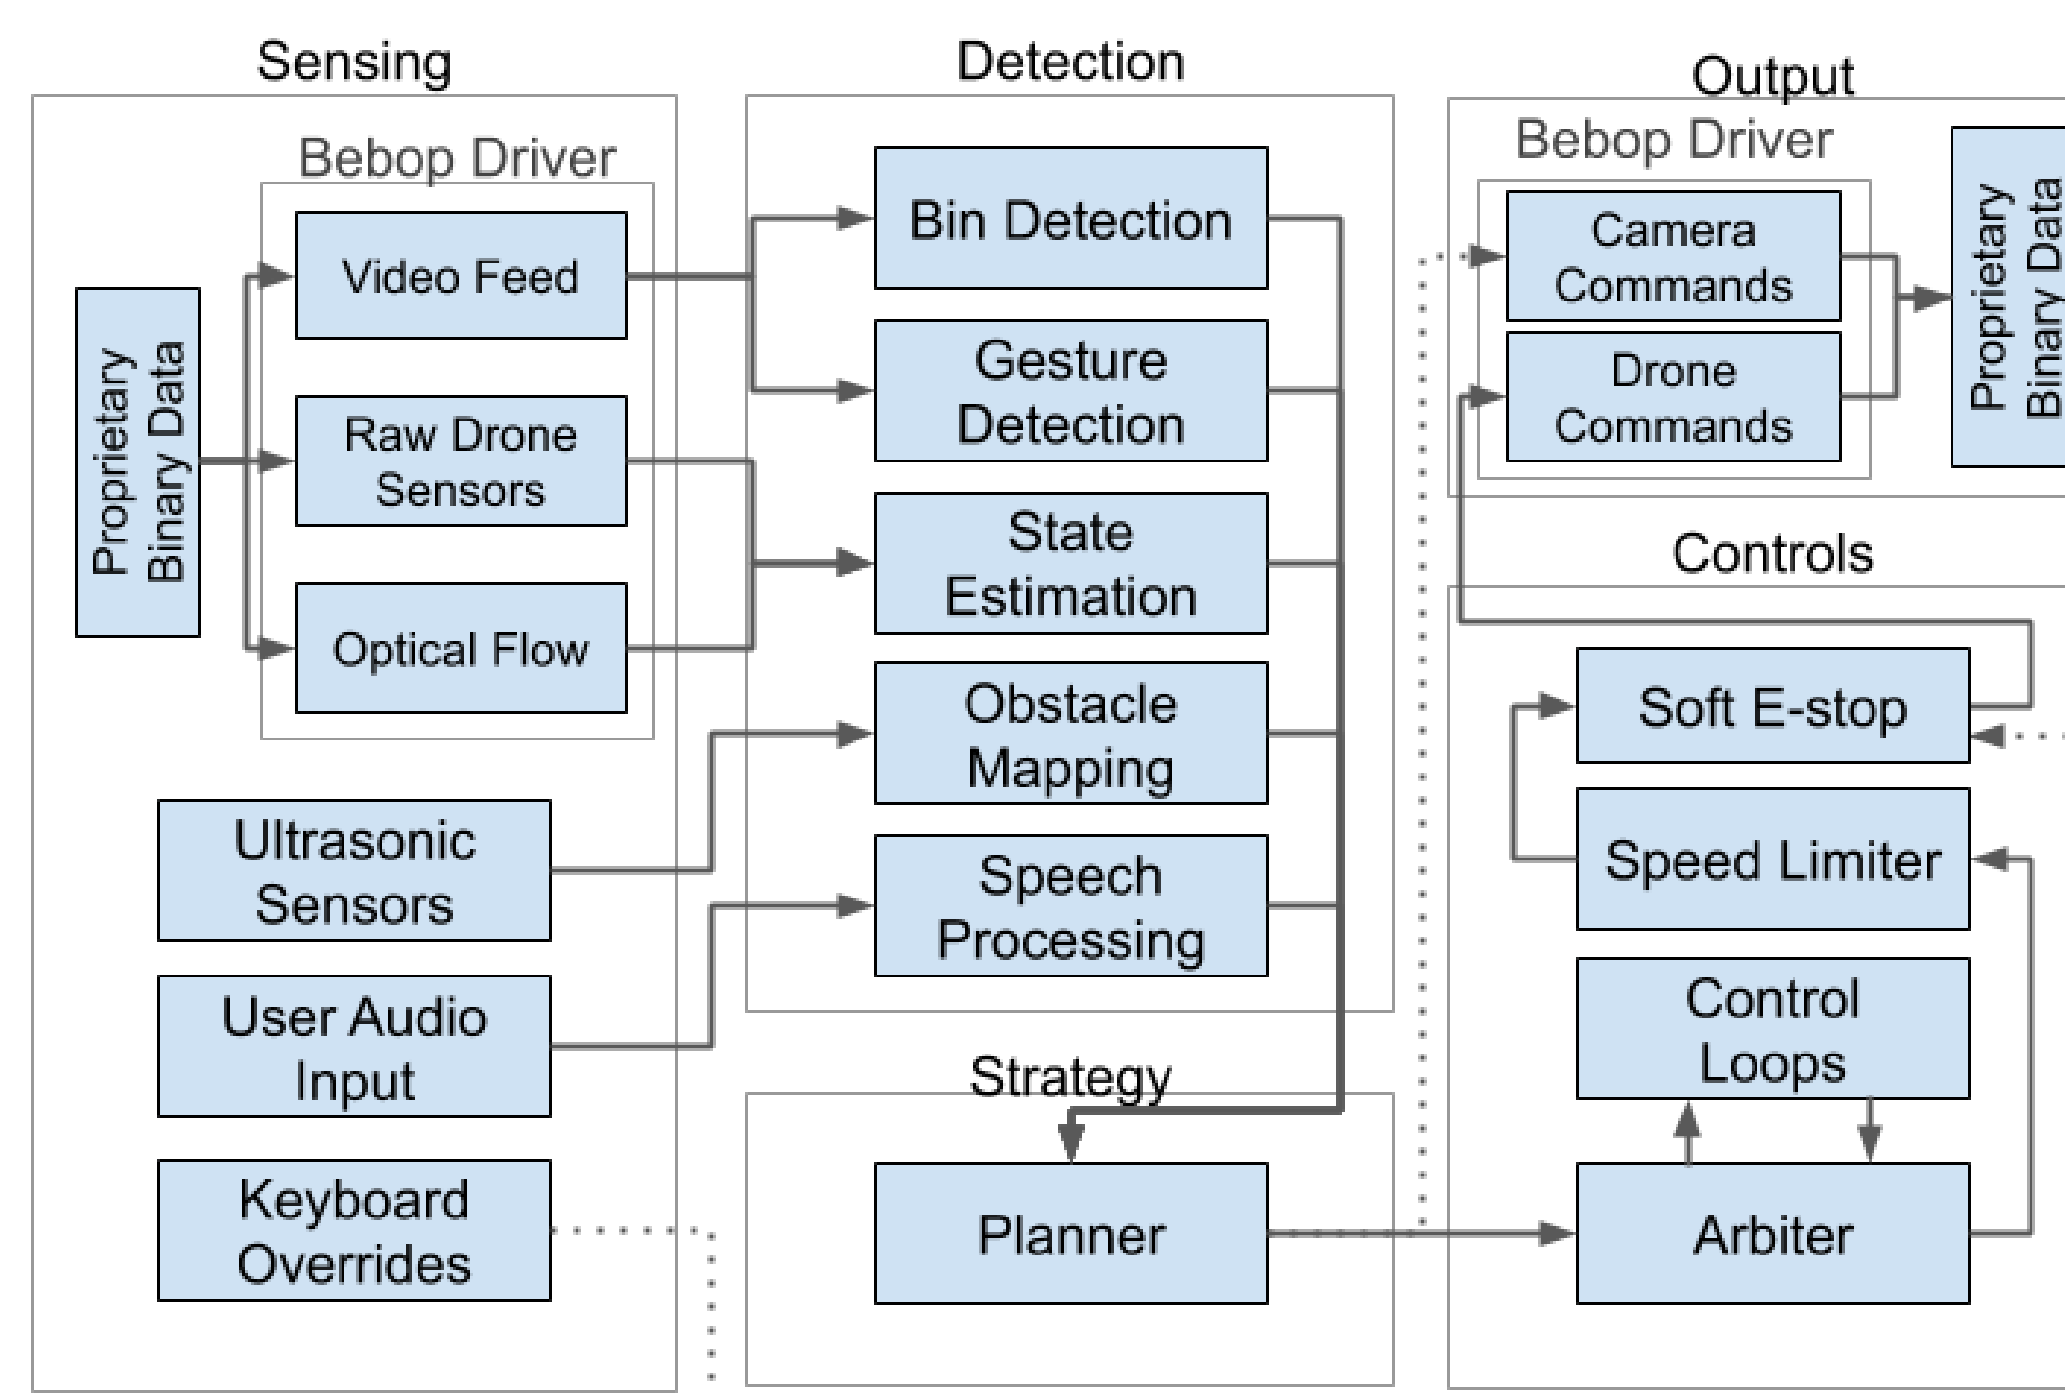 Sensing
Bebop Driver
Proprietary
Binary Data
Video Feed
Raw Drone
Sensors
Optical Flow
Ultrasonic
Sensors
User Audio
Input
Keyboard
Overrides
Detection
Bin Detection
Gesture
Detection
State
Estimation
Obstacle
Mapping
Speech
Processing
Strategy
Planner
Output
Bebop Driver
Camera
Commands
Drone
Commands
Proprietary
Binary Data
Controls
Soft E-stop
Speed Limiter
Control
Loops
Arbiter